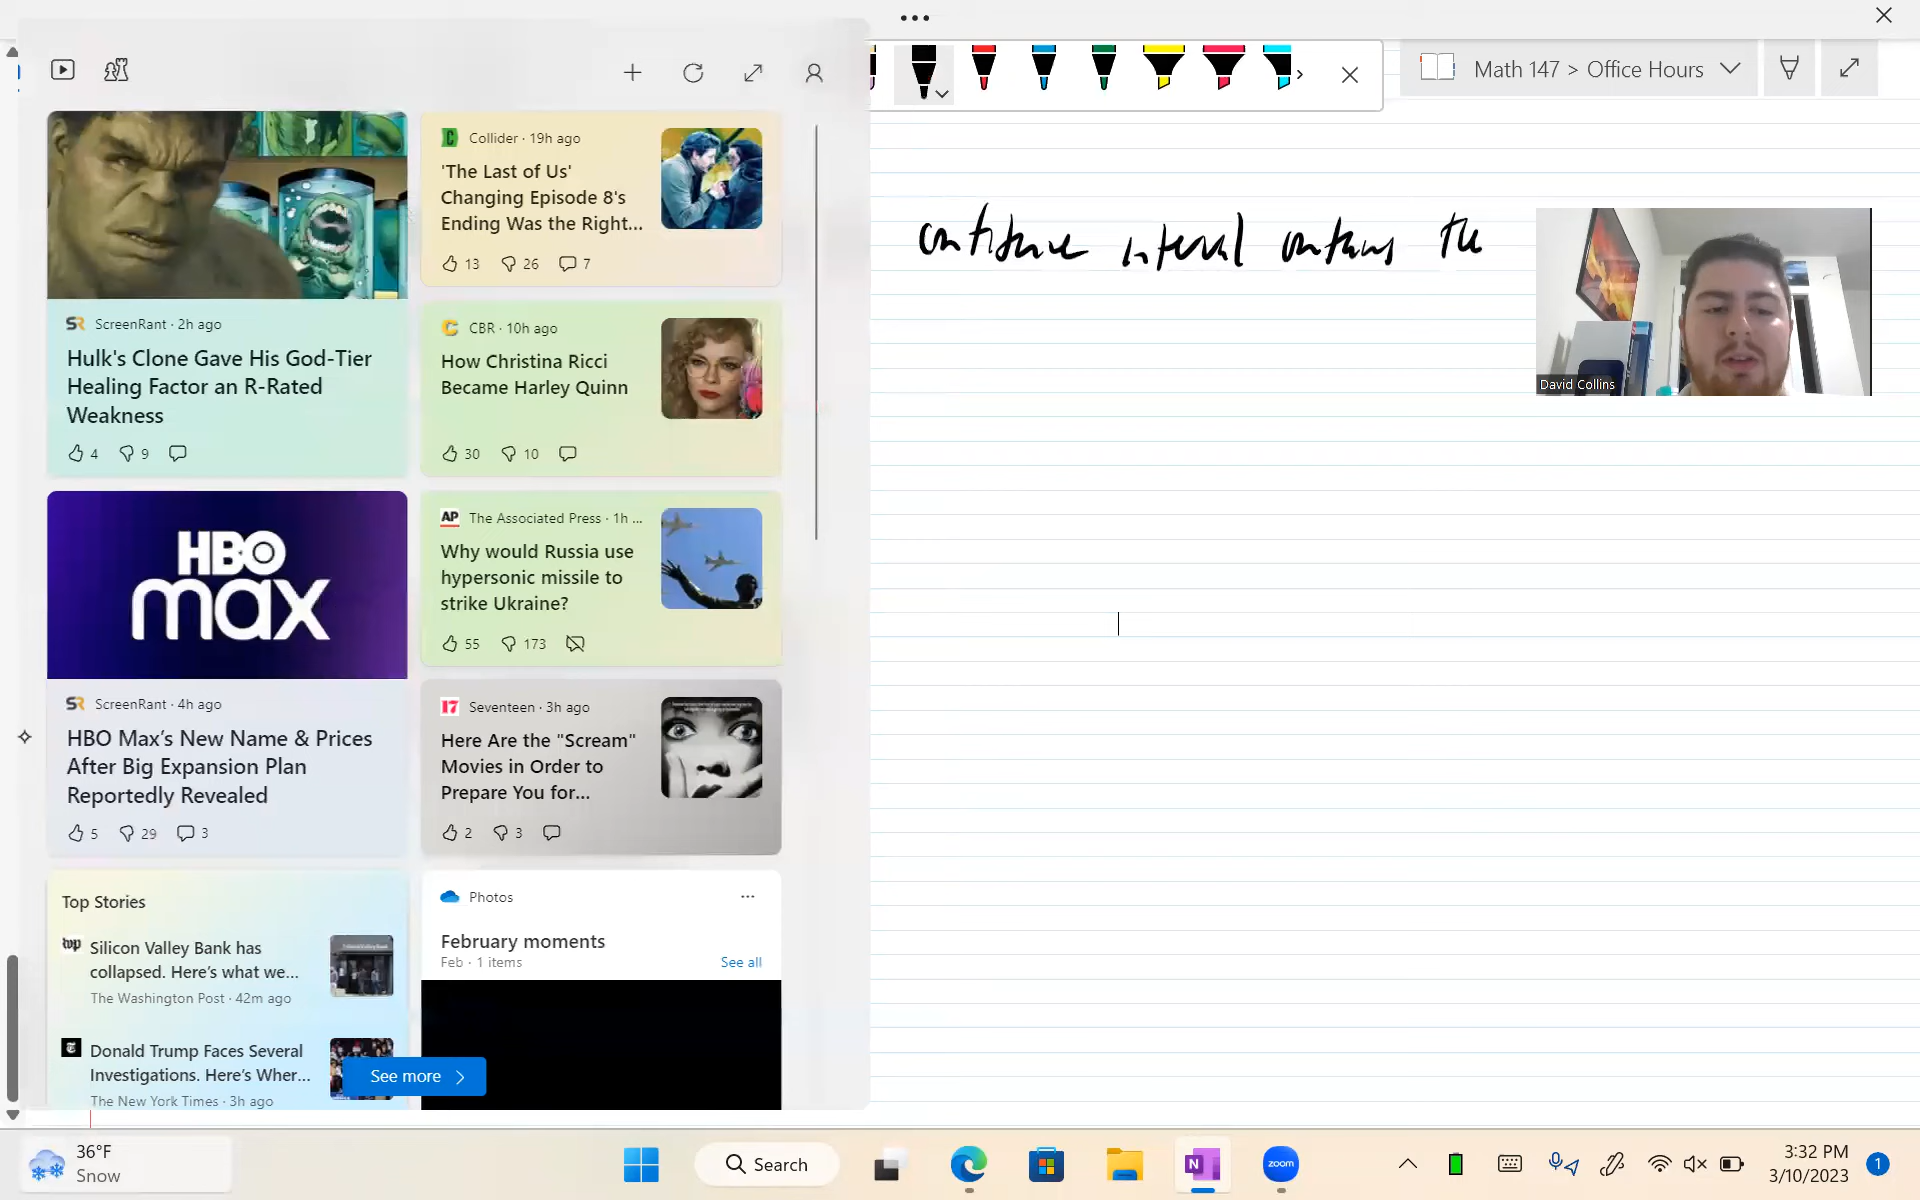 Math 147 > Office Hours
Collider · 19h ago
'The Last of Us'
Changing Episode 8's
Ending Was the Right...
13 26 7
ScreenRant · 2h ago
Hulk's Clone Gave His God-Tier
Healing Factor an R-Rated
Weakness
4 9
CBR · 10h ago
How Christina Ricci
Became Harley Quinn
30 10
HBO
max
ScreenRant · 4h ago
HBO Max's New Name & Prices
After Big Expansion Plan
Reportedly Revealed
5 29 3
AP The Associated Press · 1h ...
Why would Russia use
hypersonic missile to
strike Ukraine?
55 173
17 Seventeen · 3h ago
Here Are the "Scream"
Movies in Order to
Prepare You for...
2 3
Top Stories
wp Silicon Valley Bank has
collapsed. Here's what we...
The Washington Post · 42m ago
Donald Trump Faces Several
Investigations. Here's Wher...
The New York Times · 3h ago
See more
Photos
February moments
Feb · 1 items
See all
interval contains the
David Collins
36°F
Snow
Search
N
zoom
3:32 PM
3/10/2023
1